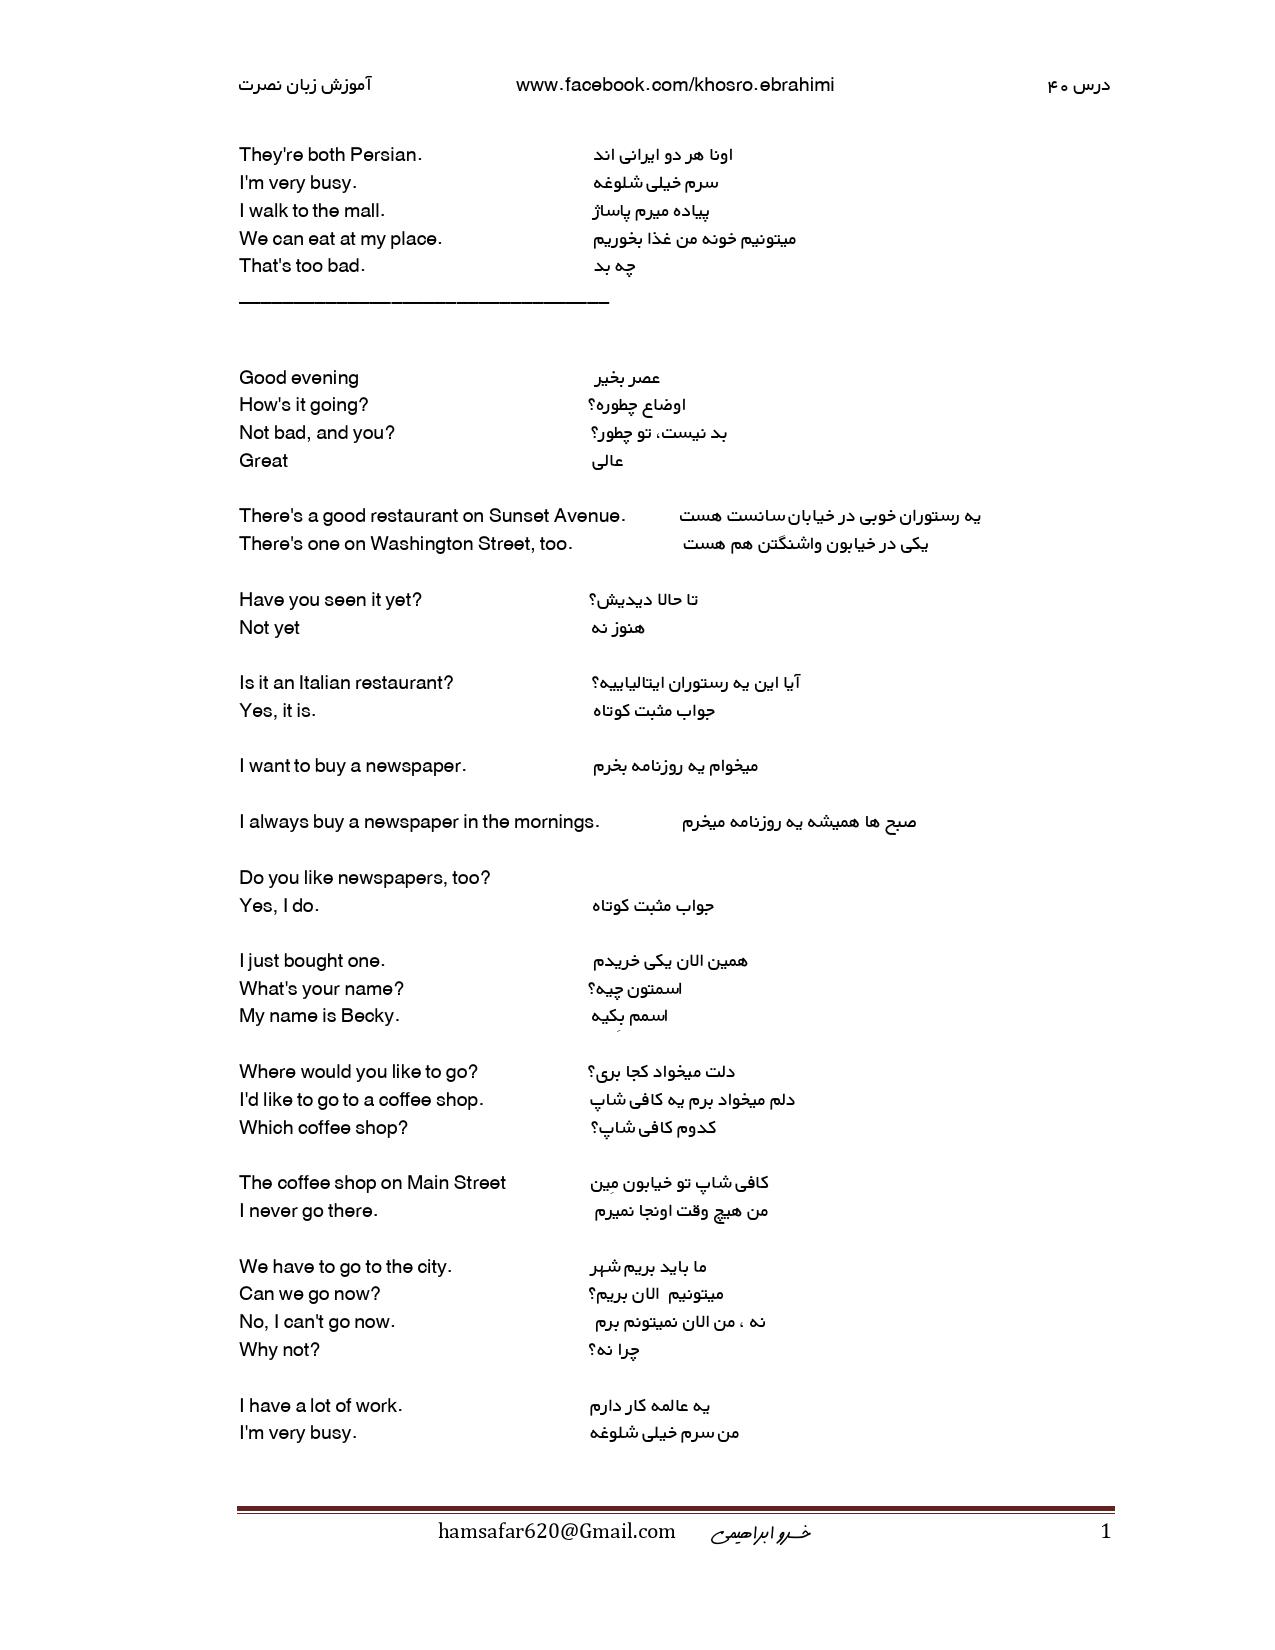 آموزش زبان نصرت www.facebook.com/khosro.ebrahimi درس ۴۰
They're both Persian. اونا هر دو ایرانی اند
I'm very busy. سرم خیلی شلوغه
I walk to the mall. پیاده میرم پاساژ
We can eat at my place. میتونیم خونه من غذا بخوریم
That's too bad. چه بد
__________________________________
Good evening عصر بخیر
How's it going? اوضاع چطوره؟
Not bad, and you? بد نیست، تو چطور؟
Great عالی
There's a good restaurant on Sunset Avenue. یه رستوران خوبی در خیابان سانست هست
There's one on Washington Street, too. یکی در خیابون واشنگتن هم هست
Have you seen it yet? تا حالا دیدیش؟
Not yet هنوز نه
Is it an Italian restaurant? آیا این یه رستوران ایتالیاییه؟
Yes, it is. جواب مثبت کوتاه
I want to buy a newspaper. میخوام یه روزنامه بخرم
I always buy a newspaper in the mornings. صبح ها همیشه یه روزنامه میخرم
Do you like newspapers, too?
Yes, I do. جواب مثبت کوتاه
I just bought one. همین الان یکی خریدم
What's your name? اسمتون چیه؟
My name is Becky. اسمم بِکیه
Where would you like to go? دلت میخواد کجا بری؟
I'd like to go to a coffee shop. دلم میخواد برم یه کافی شاپ
Which coffee shop? کدوم کافی شاپ؟
The coffee shop on Main Street کافی شاپ تو خیابون مِین
I never go there. من هیچ وقت اونجا نمیرم
We have to go to the city. ما باید بریم شهر
Can we go now? میتونیم الان بریم؟
No, I can't go now. نه ، من الان نمیتونم برم
Why not? چرا نه؟
I have a lot of work. یه عالمه کار دارم
I'm very busy. من سرم خیلی شلوغه
hamsafar620@Gmail.com خسرو ابراهیمی 1